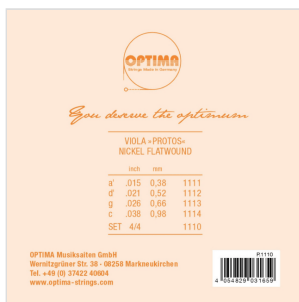 OPTIMA
Strings Made in Germany
You deserve the optimum
VIOLA »PROTOS«
NICKEL FLATWOUND
inch mm
a' .015 0,38 1111
d' .021 0,52 1112
g .026 0,66 1113
c .038 0,98 1114
SET 4/4 1110
OPTIMA Musiksaiten GmbH
Wernitzgrüner Str. 38 - 08258 Markneukirchen
Tel. +49 (0) 37422 40604
www.optima-strings.com
P.1110
4 054829 031659